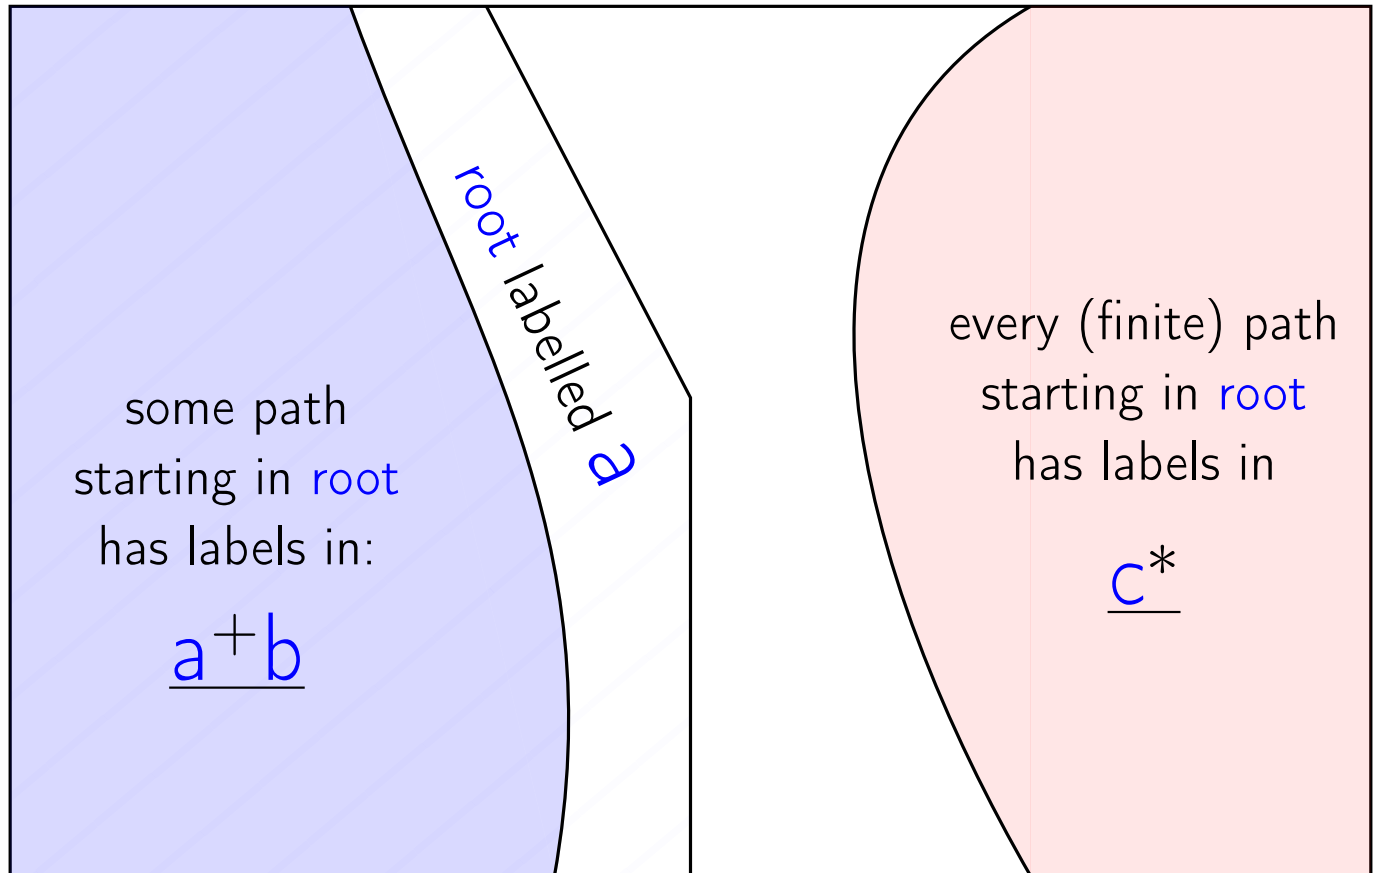 some path
starting in root
has labels in:
a⁺b
root labelled a
every (finite) path
starting in root
has labels in
c*